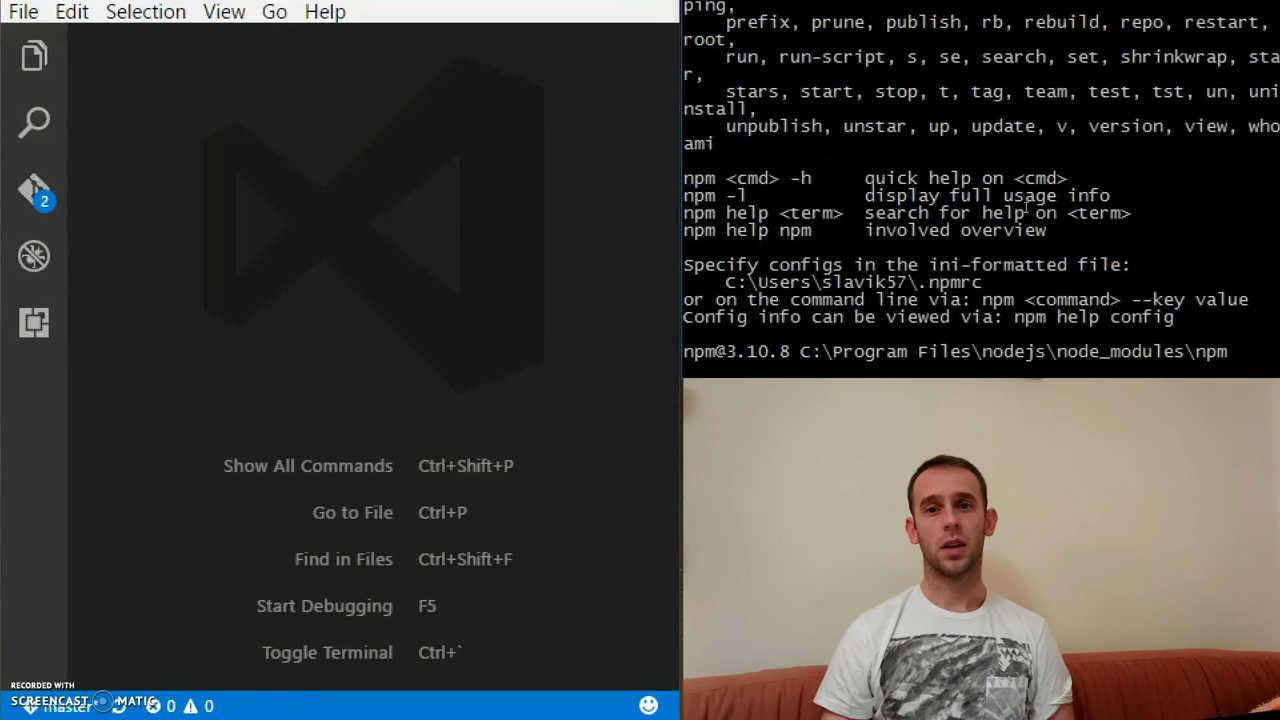 File Edit Selection View Go Help
2
Show All Commands Ctrl+Shift+P
Go to File Ctrl+P
Find in Files Ctrl+Shift+F
Start Debugging F5
Toggle Terminal Ctrl+`
RECORDED WITH
SCREENCAST MATIC
master 0 0
ping,
prefix, prune, publish, rb, rebuild, repo, restart,
root,
run, run-script, s, se, search, set, shrinkwrap, sta
r,
stars, start, stop, t, tag, team, test, tst, un, uni
nstall,
unpublish, unstar, up, update, v, version, view, who
ami
npm <cmd> -h quick help on <cmd>
npm -l display full usage info
npm help <term> search for help on <term>
npm help npm involved overview
Specify configs in the ini-formatted file:
C:\Users\slavik57\.npmrc
or on the command line via: npm <command> --key value
Config info can be viewed via: npm help config
npm@3.10.8 C:\Program Files\nodejs\node_modules\npm